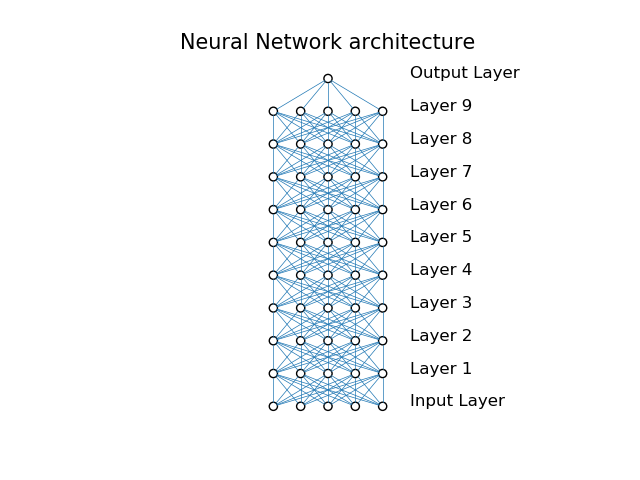 Neural Network architecture
Output Layer
Layer 9
Layer 8
Layer 7
Layer 6
Layer 5
Layer 4
Layer 3
Layer 2
Layer 1
Input Layer